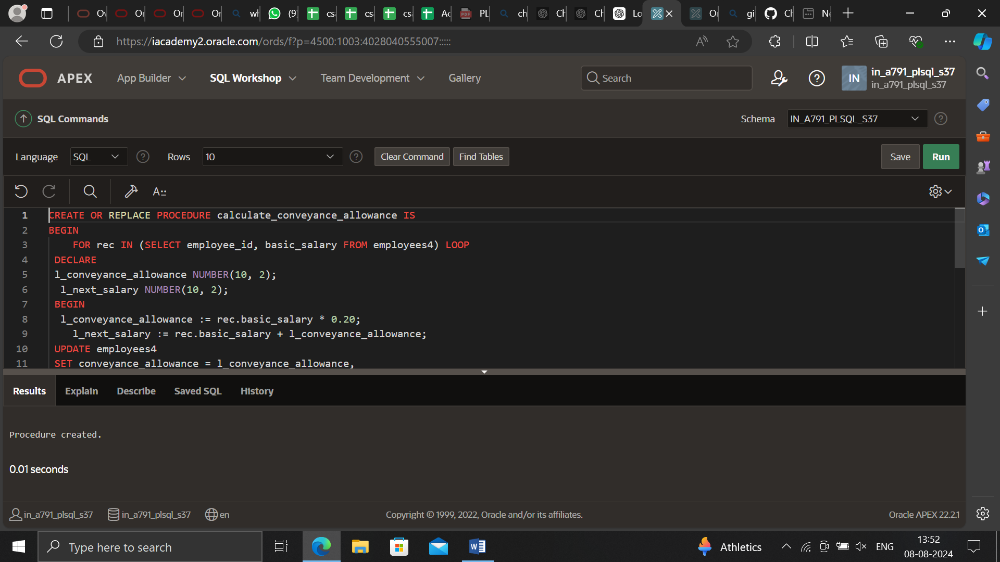 Ov
Or
Or
Or
wh
(9)
cs
cs
cs
Ac
PL
ch
Ch
Ch
Lo
Or
gi
Ch
Ne
https://iacademy2.oracle.com/ords/f?p=4500:1003:4028040555007:::::
APEX
App Builder
SQL Workshop
Team Development
Gallery
Search
IN
in_a791_plsql_s37
in_a791_plsql_s37
SQL Commands
Schema
IN_A791_PLSQL_S37
Language
SQL
Rows
10
Clear Command
Find Tables
Save
Run
1 CREATE OR REPLACE PROCEDURE calculate_conveyance_allowance IS
2 BEGIN
3 FOR rec IN (SELECT employee_id, basic_salary FROM employees4) LOOP
4 DECLARE
5 l_conveyance_allowance NUMBER(10, 2);
6 l_next_salary NUMBER(10, 2);
7 BEGIN
8 l_conveyance_allowance := rec.basic_salary * 0.20;
9 l_next_salary := rec.basic_salary + l_conveyance_allowance;
10 UPDATE employees4
11 SET conveyance_allowance = l_conveyance_allowance,
Results
Explain
Describe
Saved SQL
History
Procedure created.
0.01 seconds
in_a791_plsql_s37
in_a791_plsql_s37
en
Copyright © 1999, 2022, Oracle and/or its affiliates.
Oracle APEX 22.2.1
Type here to search
Athletics
ENG
13:52
08-08-2024